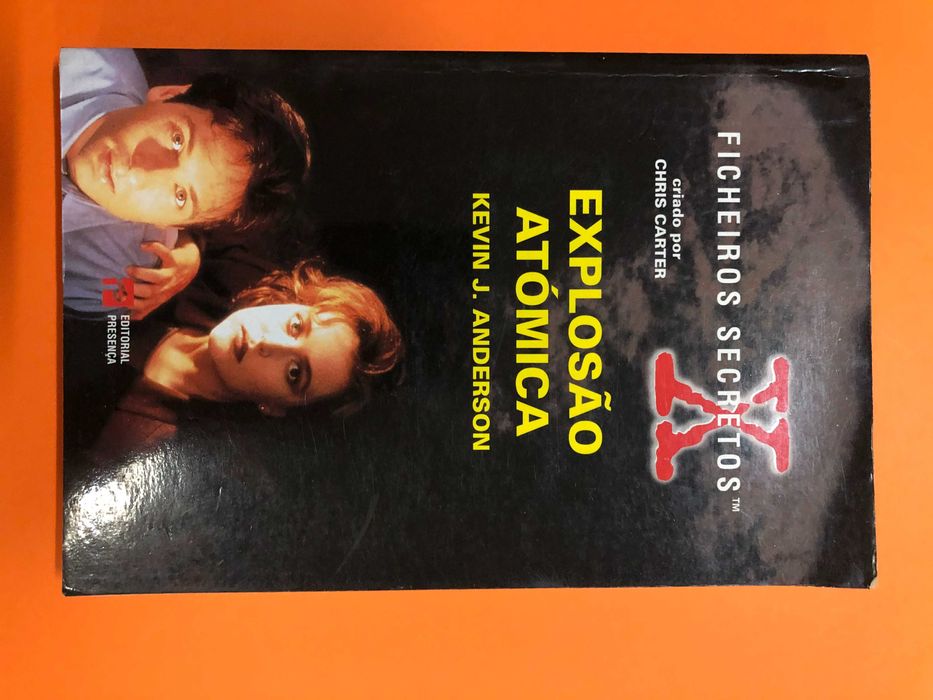 FICHEIROS SECRETOS™
X
criado por
CHRIS CARTER
EXPLOSÃO
ATÓMICA
KEVIN J. ANDERSON
EDITORIAL
PRESENÇA